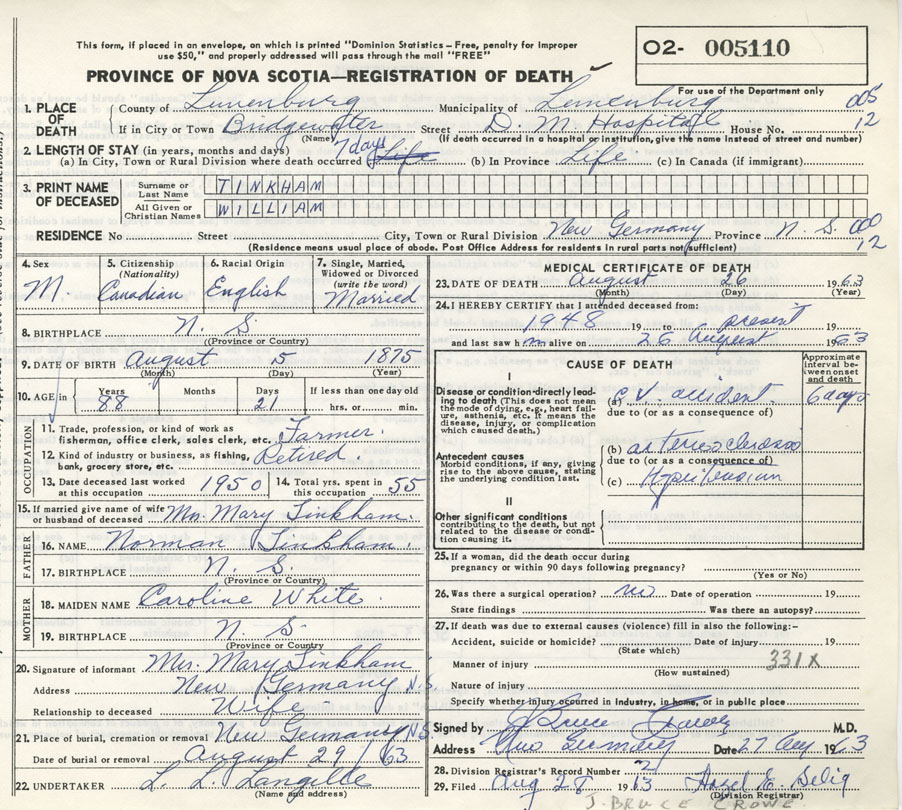 This form, if placed in an envelope, on which is printed "Dominion Statistics – Free, penalty for improper
use $50," and properly addressed will pass through the mail "FREE"
O2- 005110
PROVINCE OF NOVA SCOTIA—REGISTRATION OF DEATH
For use of the Department only
1. PLACE OF DEATH County of Lunenburg Municipality of Lunenburg 005
If in City or Town Bridgewater Street D. M. Hospital House No. 12
(Name) (If death occurred in a hospital or institution, give the name instead of street and number)
2. LENGTH OF STAY (in years, months and days) 7 days
(a) In City, Town or Rural Division where death occurred Life (b) In Province Life (c) In Canada (if immigrant)
3. PRINT NAME OF DECEASED
Surname or Last Name TINKHAM
All Given or Christian Names WILLIAM
RESIDENCE No Street City, Town or Rural Division New Germany Province N. S. 000
12
(Residence means usual place of abode. Post Office Address for residents in rural parts not sufficient)
4. Sex M.
5. Citizenship (Nationality) Canadian
6. Racial Origin English
7. Single, Married, Widowed or Divorced (write the word) Married
8. BIRTHPLACE N. S.
(Province or Country)
9. DATE OF BIRTH August 5 1875
(Month) (Day) (Year)
10. AGE in Years 88 Months Days 21 If less than one day old hrs. or min.
OCCUPATION
11. Trade, profession, or kind of work as fisherman, office clerk, sales clerk, etc. Farmer.
12. Kind of industry or business, as fishing, bank, grocery store, etc. Retired.
13. Date deceased last worked at this occupation 1950
14. Total yrs. spent in this occupation 55
15. If married give name of wife or husband of deceased Mrs. Mary Tinkham.
FATHER
16. NAME Norman Tinkham.
17. BIRTHPLACE N. S.
(Province or Country)
MOTHER
18. MAIDEN NAME Caroline White.
19. BIRTHPLACE N. S.
(Province or Country)
20. Signature of informant Mrs. Mary Tinkham
Address New Germany N.S.
Relationship to deceased Wife
21. Place of burial, cremation or removal New Germany N.S.
Date of burial or removal August 29 / 63
22. UNDERTAKER L. L. Langille
(Name and address)
MEDICAL CERTIFICATE OF DEATH
23. DATE OF DEATH August 26 1963
(Month) (Day) (Year)
24. I HEREBY CERTIFY that I attended deceased from:
1948 19 to present 19
and last saw h im alive on 26 August 1963
CAUSE OF DEATH
Approximate interval between onset and death
I
Disease or condition directly leading to death (This does not mean the mode of dying, e.g., heart failure, asthenia, etc. It means the disease, injury, or complication which caused death.)
(a) C.V. accident 6 days
due to (or as a consequence of)
Antecedent causes
Morbid conditions, if any, giving rise to the above cause, stating the underlying condition last.
(b) arteriosclerosis
due to (or as a consequence of)
(c) Hypertension
II
Other significant conditions contributing to the death, but not related to the disease or condition causing it.
25. If a woman, did the death occur during pregnancy or within 90 days following pregnancy?
(Yes or No)
26. Was there a surgical operation? no Date of operation 19
State findings Was there an autopsy?
27. If death was due to external causes (violence) fill in also the following:-
Accident, suicide or homicide? Date of injury 19
(State which)
Manner of injury 331X
(How sustained)
Nature of injury
Specify whether injury occurred in industry, in home, or in public place
Signed by J Bruce Crowe M.D.
Address New Germany Date 27 Aug 1963
28. Division Registrar's Record Number 2
29. Filed Aug 28 1963 Hazel E. Selig
(Division Registrar)
J. BRUCE CROWE